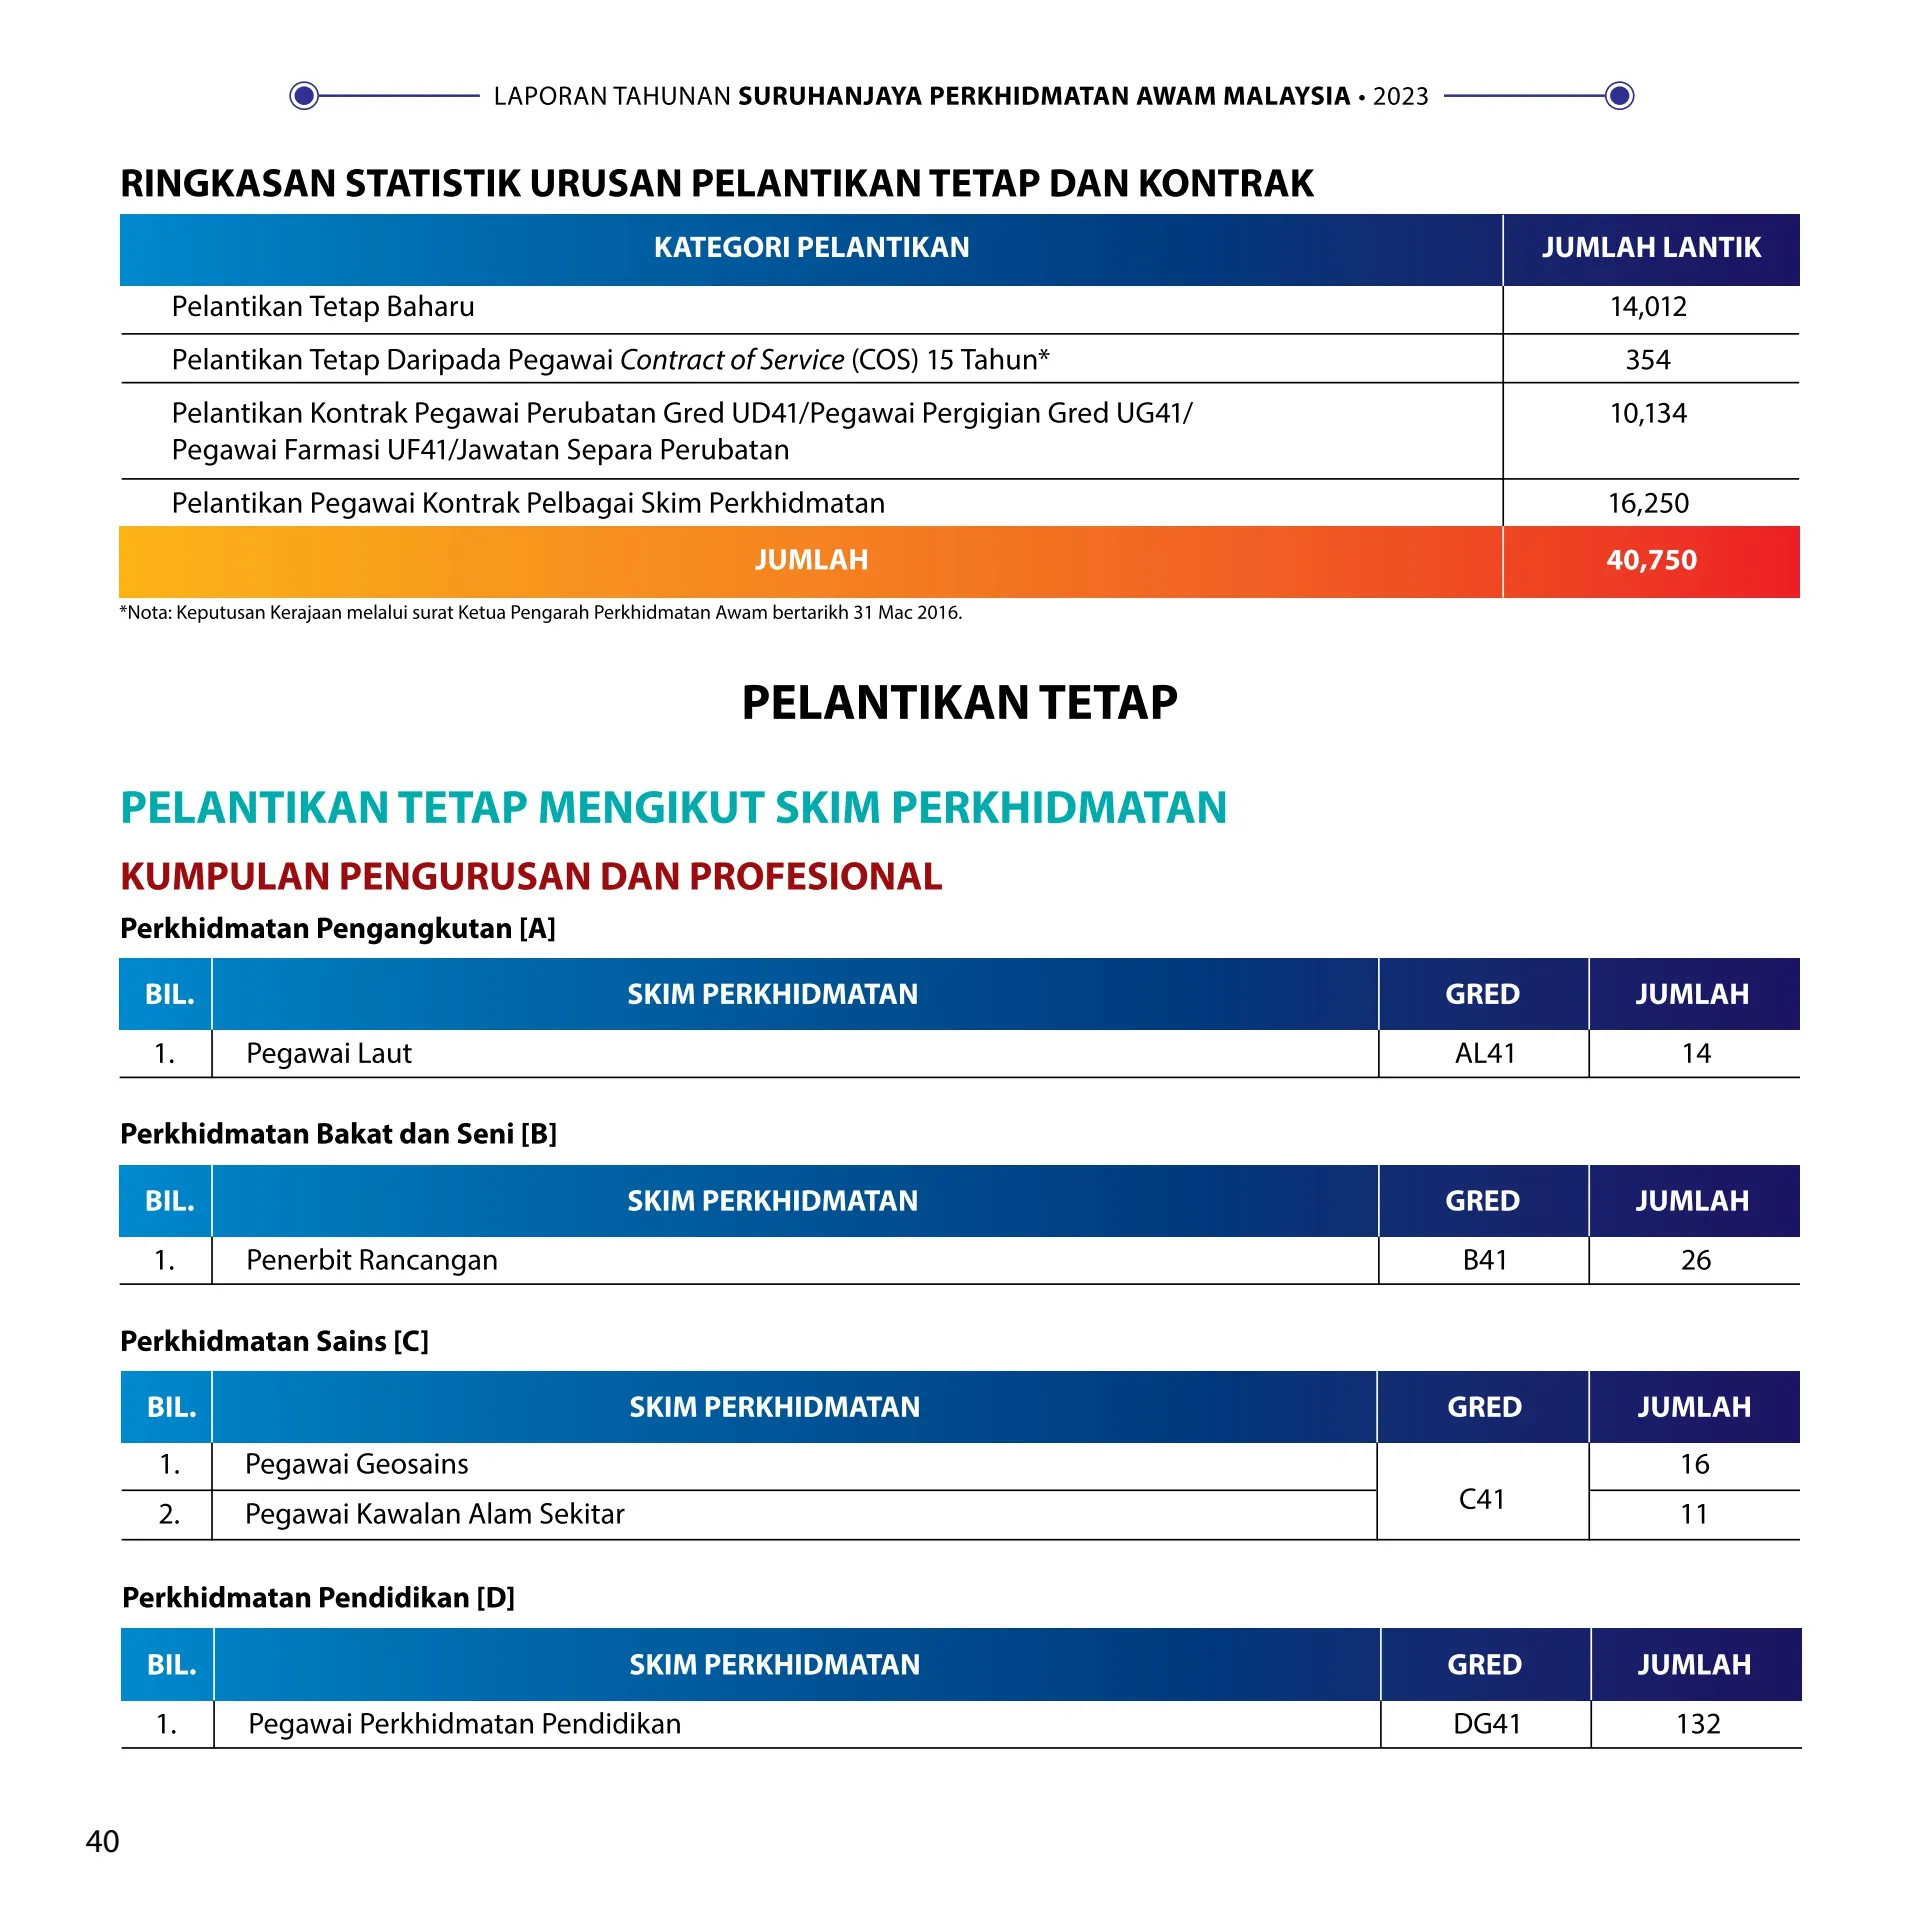 LAPORAN TAHUNAN SURUHANJAYA PERKHIDMATAN AWAM MALAYSIA • 2023
RINGKASAN STATISTIK URUSAN PELANTIKAN TETAP DAN KONTRAK
KATEGORI PELANTIKAN JUMLAH LANTIK
Pelantikan Tetap Baharu 14,012
Pelantikan Tetap Daripada Pegawai Contract of Service (COS) 15 Tahun* 354
Pelantikan Kontrak Pegawai Perubatan Gred UD41/Pegawai Pergigian Gred UG41/ 10,134
Pegawai Farmasi UF41/Jawatan Separa Perubatan
Pelantikan Pegawai Kontrak Pelbagai Skim Perkhidmatan 16,250
JUMLAH 40,750
*Nota: Keputusan Kerajaan melalui surat Ketua Pengarah Perkhidmatan Awam bertarikh 31 Mac 2016.
PELANTIKAN TETAP
PELANTIKAN TETAP MENGIKUT SKIM PERKHIDMATAN
KUMPULAN PENGURUSAN DAN PROFESIONAL
Perkhidmatan Pengangkutan [A]
BIL. SKIM PERKHIDMATAN GRED JUMLAH
1. Pegawai Laut AL41 14
Perkhidmatan Bakat dan Seni [B]
BIL. SKIM PERKHIDMATAN GRED JUMLAH
1. Penerbit Rancangan B41 26
Perkhidmatan Sains [C]
BIL. SKIM PERKHIDMATAN GRED JUMLAH
1. Pegawai Geosains 16
C41
2. Pegawai Kawalan Alam Sekitar 11
Perkhidmatan Pendidikan [D]
BIL. SKIM PERKHIDMATAN GRED JUMLAH
1. Pegawai Perkhidmatan Pendidikan DG41 132
40